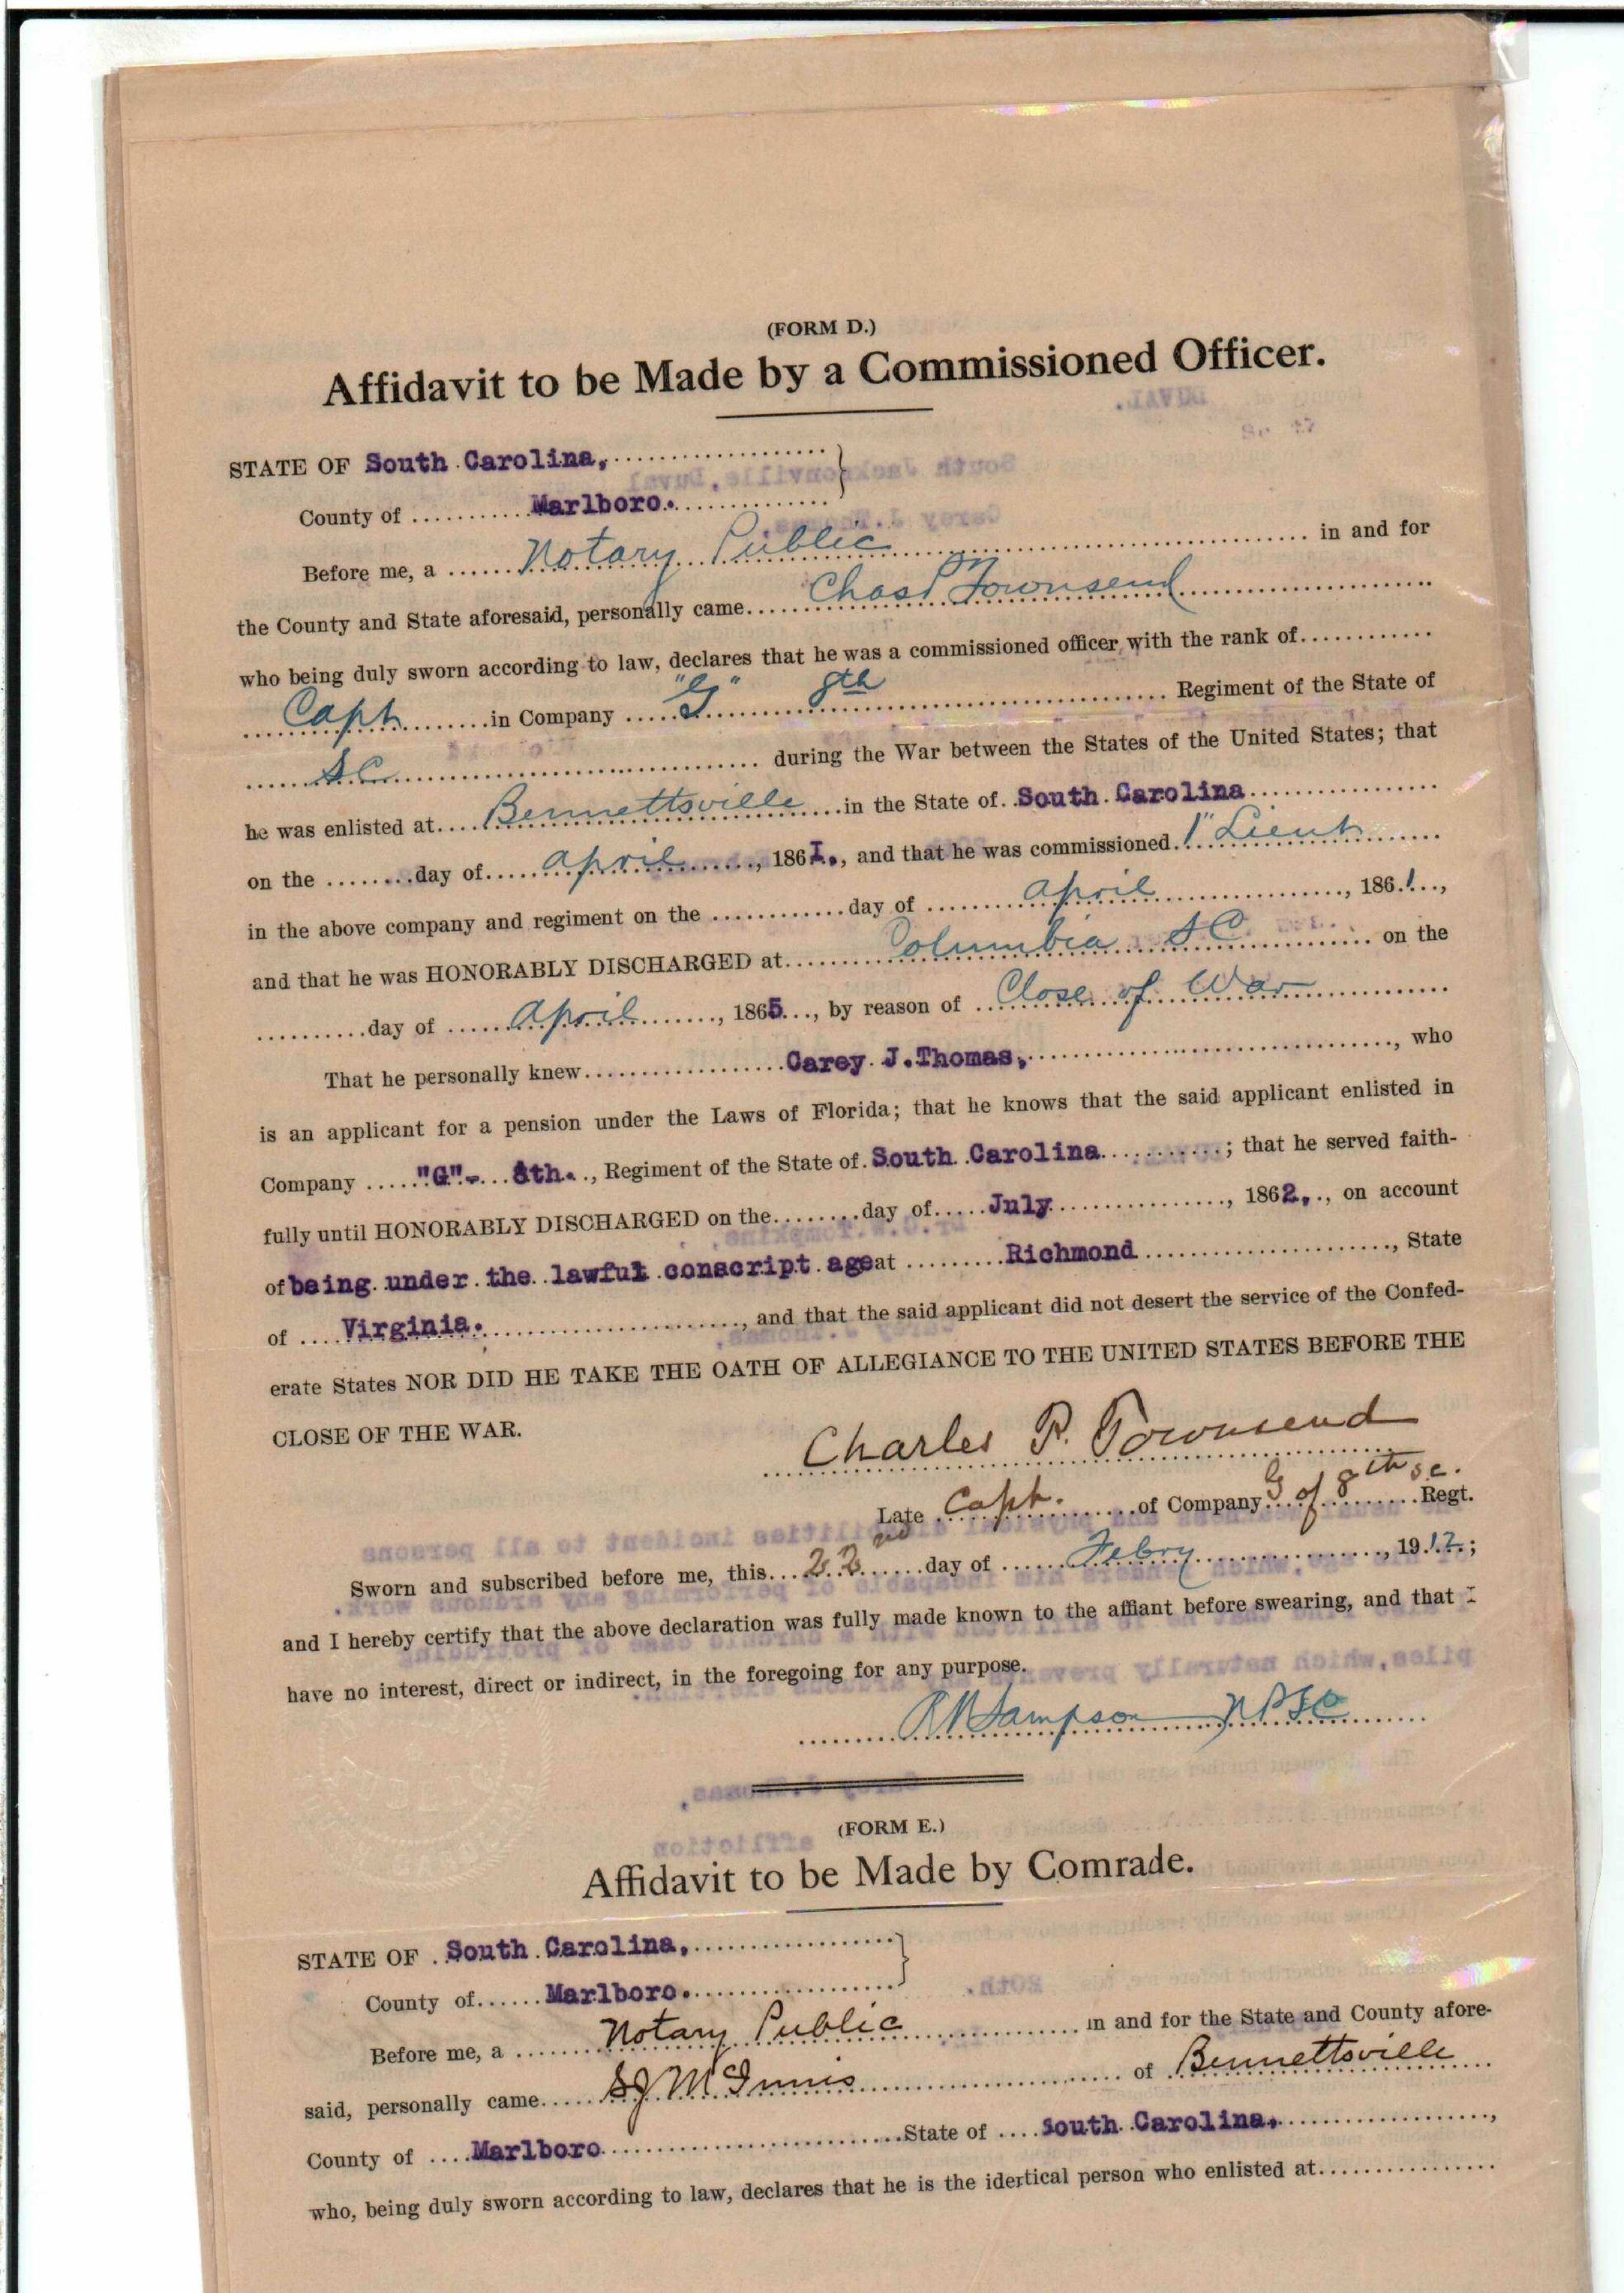 (FORM D.)
Affidavit to be Made by a Commissioned Officer.
STATE OF South Carolina,
County of Marlboro.
Before me, a Notary Public in and for
the County and State aforesaid, personally came Chas P Townsend
who being duly sworn according to law, declares that he was a commissioned officer with the rank of
Capt in Company "G" 8th Regiment of the State of
S C during the War between the States of the United States; that
he was enlisted at Bennettsville in the State of South Carolina
on the day of april, 186I., and that he was commissioned 1" Lieut
in the above company and regiment on the day of april, 1861,
and that he was HONORABLY DISCHARGED at Columbia S C on the
day of april, 1865, by reason of Close of War
That he personally knew Carey J. Thomas, , who
is an applicant for a pension under the Laws of Florida; that he knows that the said applicant enlisted in
Company "G"- 8th., Regiment of the State of South Carolina; that he served faith-
fully until HONORABLY DISCHARGED on the day of July, 1862,., on account
of being under the lawful conscript age at Richmond, State
of Virginia., and that the said applicant did not desert the service of the Confed-
erate States NOR DID HE TAKE THE OATH OF ALLEGIANCE TO THE UNITED STATES BEFORE THE
CLOSE OF THE WAR.
Charles P. Townsend
Late Capt. of Company G of 8th S.C. Regt.
Sworn and subscribed before me, this 22nd day of Febry, 1912;
and I hereby certify that the above declaration was fully made known to the affiant before swearing, and that I
have no interest, direct or indirect, in the foregoing for any purpose.
Sampson NPSC
(FORM E.)
Affidavit to be Made by Comrade.
STATE OF South Carolina,
County of Marlboro.
Before me, a Notary Public in and for the State and County afore-
said, personally came SJ McInnis of Bennettsville
County of Marlboro State of South Carolina,
who, being duly sworn according to law, declares that he is the identical person who enlisted at